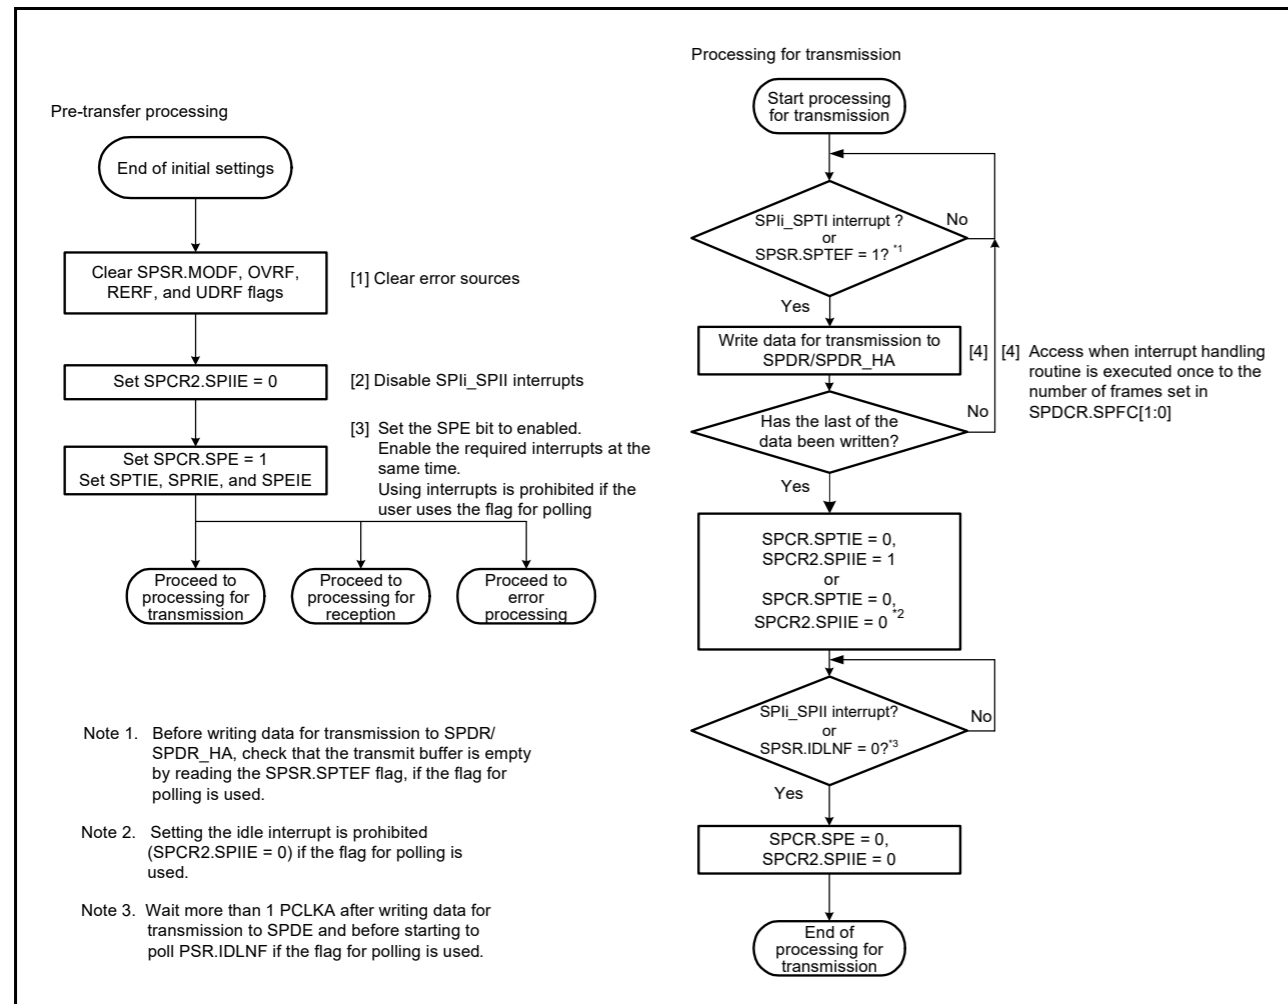 Pre-transfer processing
End of initial settings
Clear SPSR.MODF, OVRF,
RERF, and UDRF flags
[1] Clear error sources
Set SPCR2.SPIIE = 0
[2] Disable SPIi_SPII interrupts
Set SPCR.SPE = 1
Set SPTIE, SPRIE, and SPEIE
[3] Set the SPE bit to enabled.
Enable the required interrupts at the
same time.
Using interrupts is prohibited if the
user uses the flag for polling
Proceed to
processing for
transmission
Proceed to
processing for
reception
Proceed to
error
processing
Note 1. Before writing data for transmission to SPDR/
SPDR_HA, check that the transmit buffer is empty
by reading the SPSR.SPTEF flag, if the flag for
polling is used.
Note 2. Setting the idle interrupt is prohibited
(SPCR2.SPIIE = 0) if the flag for polling is
used.
Note 3. Wait more than 1 PCLKA after writing data for
transmission to SPDE and before starting to
poll PSR.IDLNF if the flag for polling is used.
Processing for transmission
Start processing
for transmission
SPIi_SPTI interrupt ?
or
SPSR.SPTEF = 1? *1
No
Yes
Write data for transmission to
SPDR/SPDR_HA
[4]
[4] Access when interrupt handling
routine is executed once to the
number of frames set in
SPDCR.SPFC[1:0]
Has the last of the
data been written?
No
Yes
SPCR.SPTIE = 0,
SPCR2.SPIIE = 1
or
SPCR.SPTIE = 0,
SPCR2.SPIIE = 0 *2
SPIi_SPII interrupt?
or
SPSR.IDLNF = 0?*3
No
Yes
SPCR.SPE = 0,
SPCR2.SPIIE = 0
End of
processing for
transmission